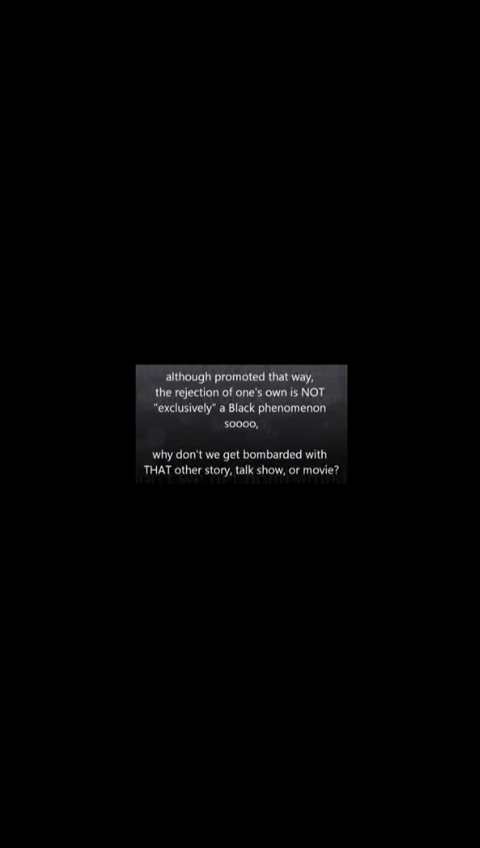 although promoted that way,
the rejection of one's own is NOT
"exclusively" a Black phenomenon
soooo,
why don't we get bombarded with
THAT other story, talk show, or movie?